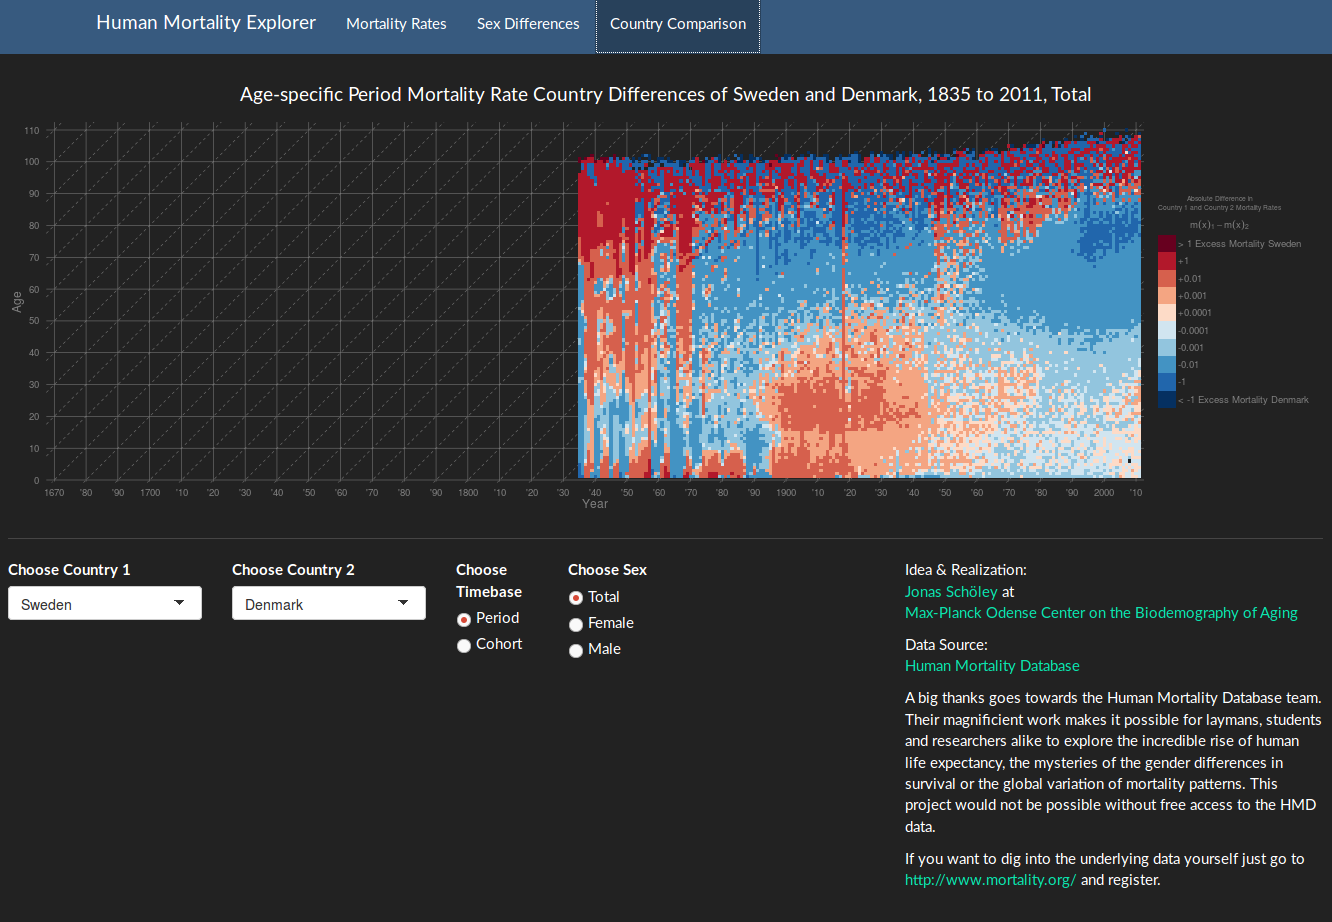 Human Mortality Explorer Mortality Rates Sex Differences Country Comparison
Age-specific Period Mortality Rate Country Differences of Sweden and Denmark, 1835 to 2011, Total
110
100
90
80
70
60
50
40
30
20
10
0
Age
1670 '80 '90 1700 '10 '20 '30 '40 '50 '60 '70 '80 '90 1800 '10 '20 '30 '40 '50 '60 '70 '80 '90 1900 '10 '20 '30 '40 '50 '60 '70 '80 '90 2000 '10
Year
Absolute Difference in
Country 1 and Country 2 Mortality Rates
m(x)₁ − m(x)₂
> 1 Excess Mortality Sweden
+1
+0.01
+0.001
+0.0001
-0.0001
-0.001
-0.01
-1
< -1 Excess Mortality Denmark
Choose Country 1
Sweden
Choose Country 2
Denmark
Choose
Timebase
Period
Cohort
Choose Sex
Total
Female
Male
Idea & Realization:
Jonas Schöley at
Max-Planck Odense Center on the Biodemography of Aging
Data Source:
Human Mortality Database
A big thanks goes towards the Human Mortality Database team.
Their magnificient work makes it possible for laymans, students
and researchers alike to explore the incredible rise of human
life expectancy, the mysteries of the gender differences in
survival or the global variation of mortality patterns. This
project would not be possible without free access to the HMD
data.
If you want to dig into the underlying data yourself just go to
http://www.mortality.org/ and register.